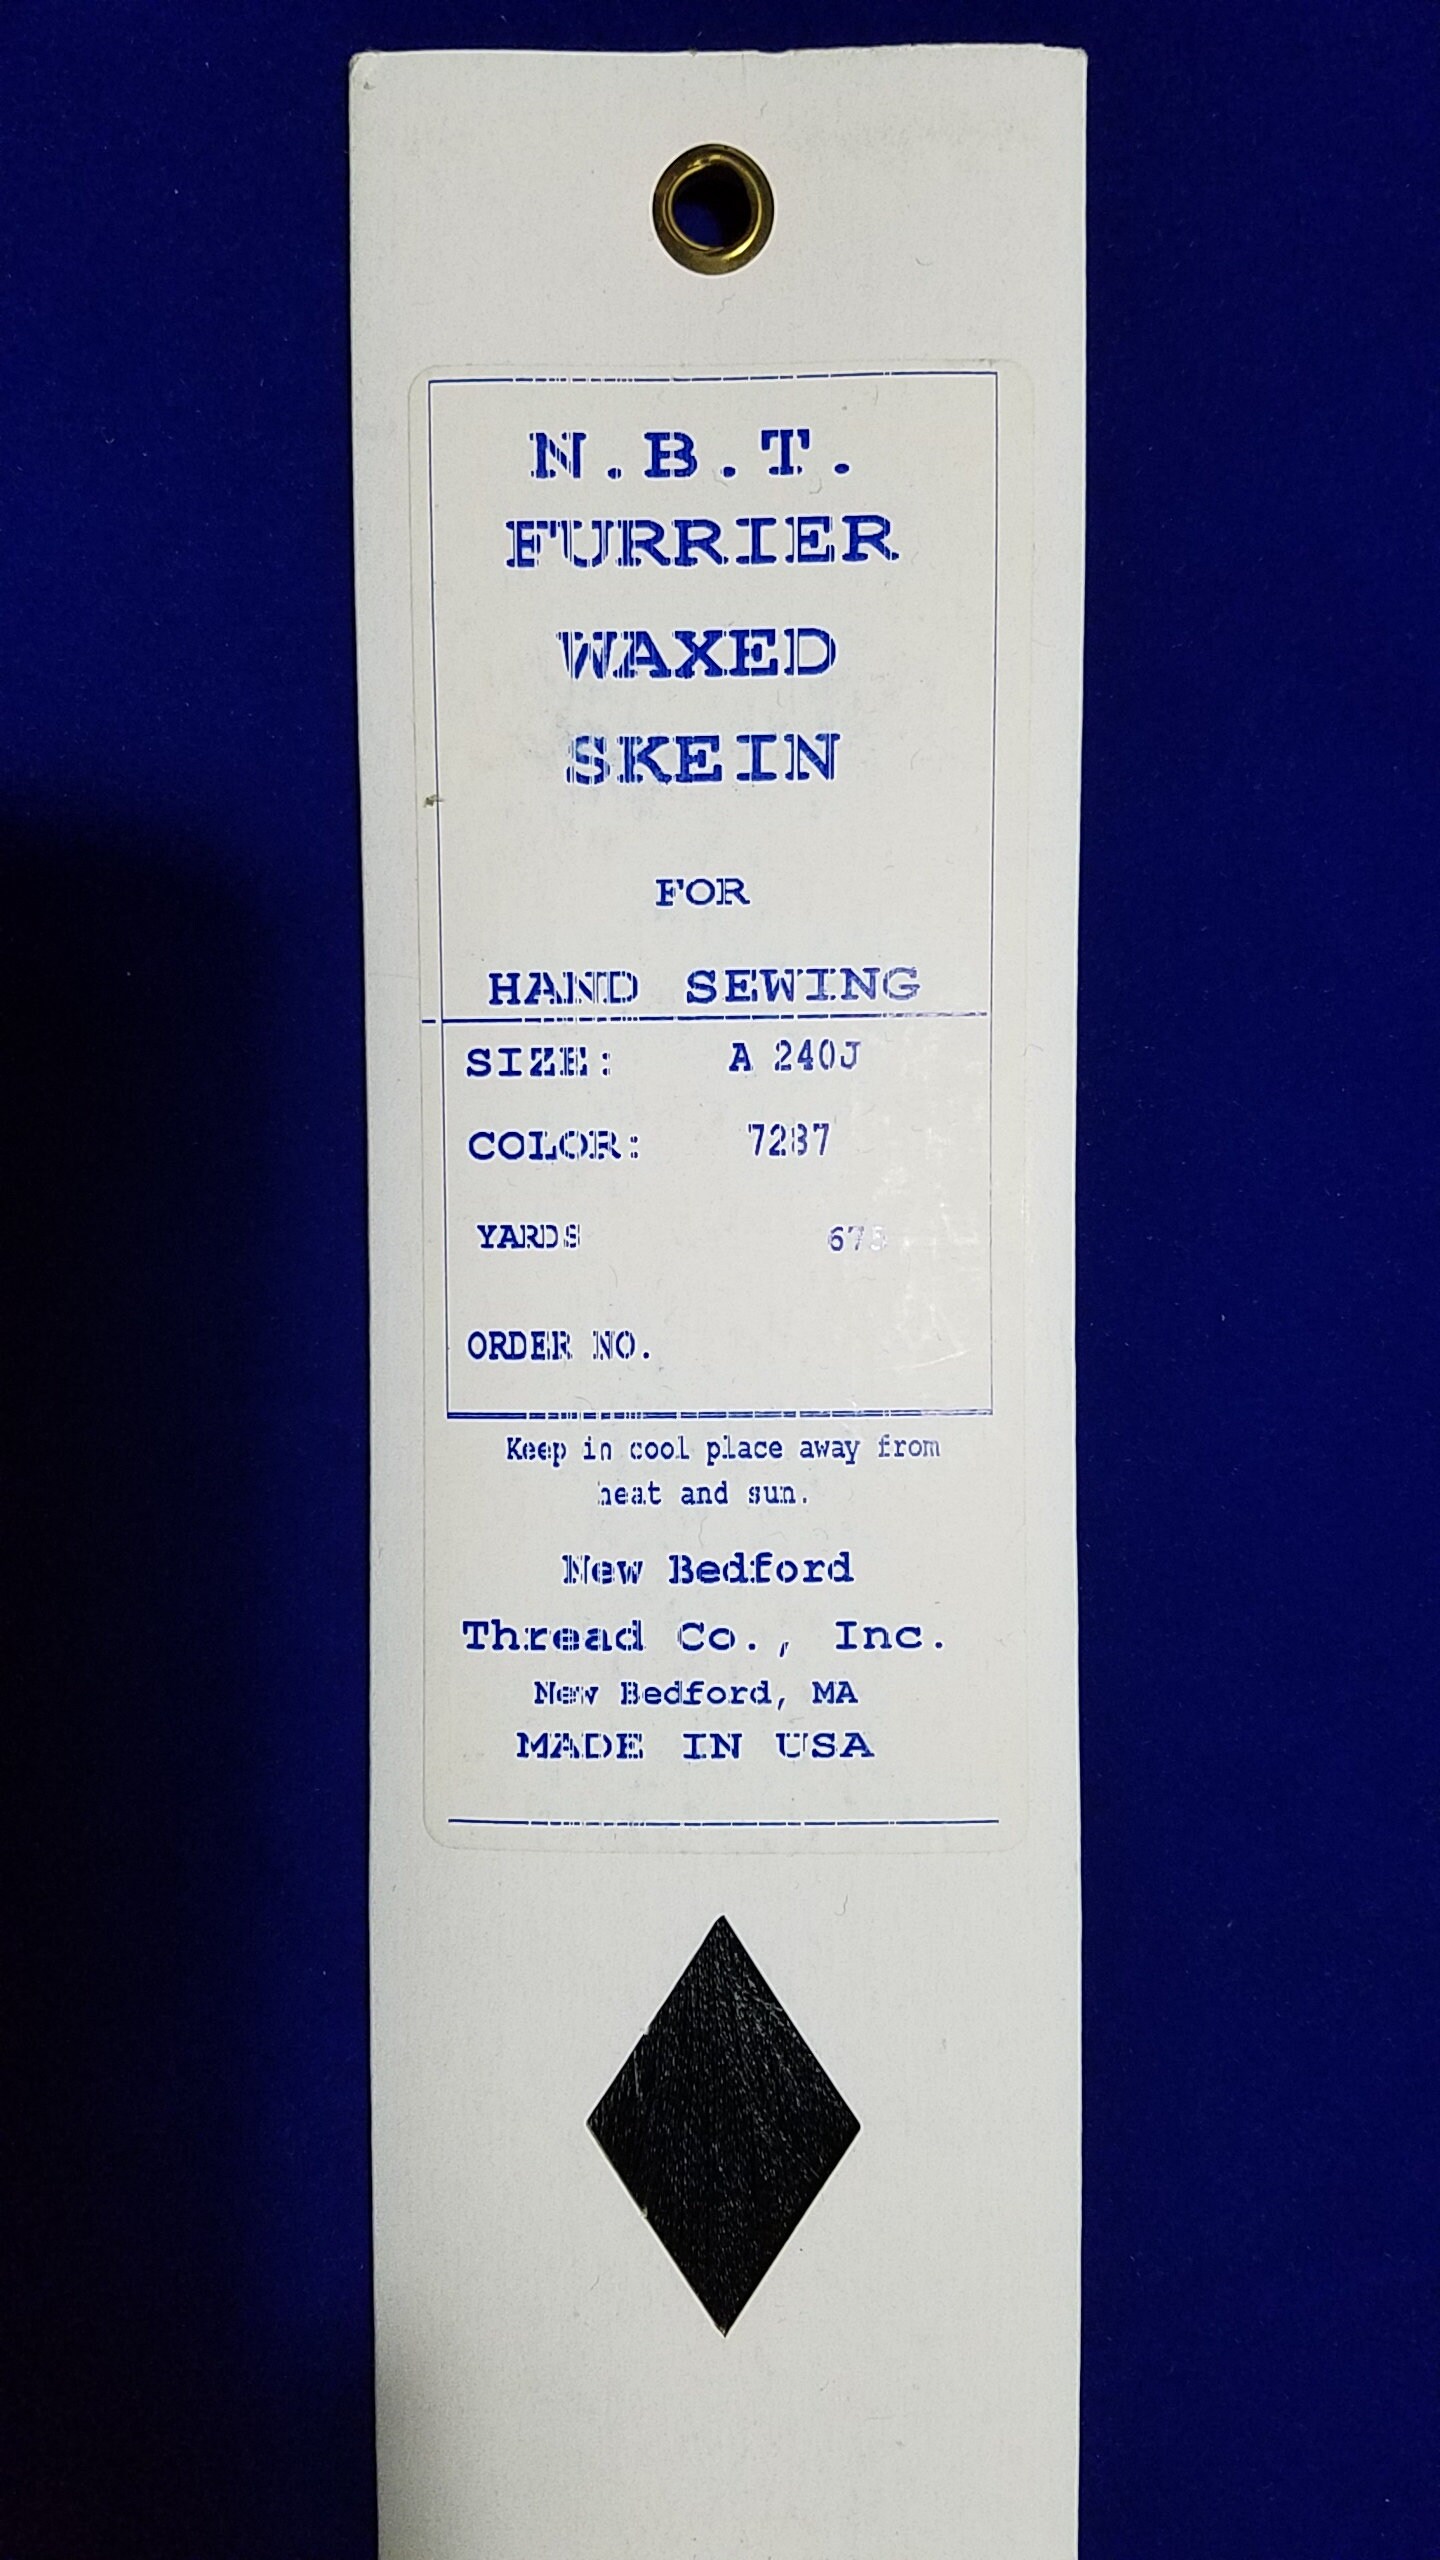 N.B.T.
FURRIER
WAXED
SKEIN
FOR
HAND SEWING
SIZE: A 240J
COLOR: 7287
YARDS 675
ORDER NO.
Keep in cool place away from
heat and sun.
New Bedford
Thread Co., Inc.
New Bedford, MA
MADE IN USA